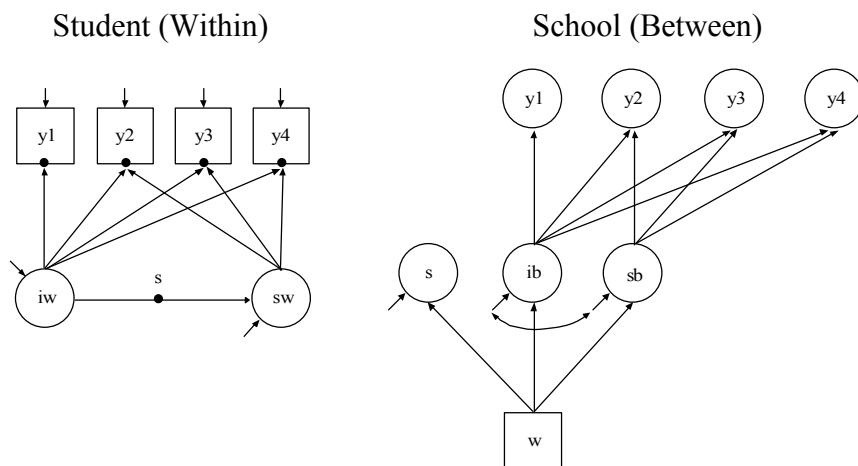 Student (Within)
School (Between)
y1
y2
y3
y4
y1
y2
y3
y4
s
iw
sw
s
ib
sb
w